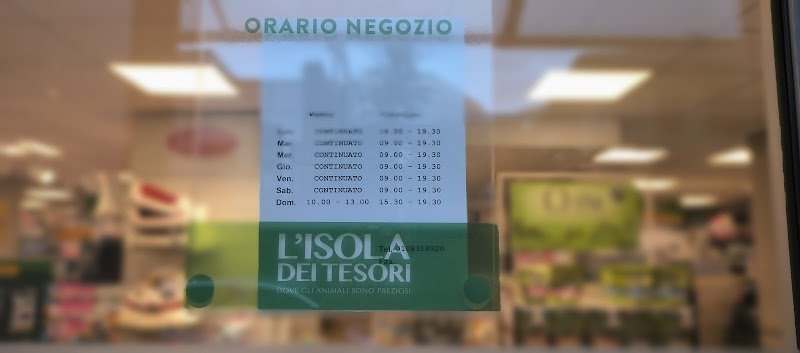 ORARIO NEGOZIO
CONTINUATO 09.00 - 19.30
Mar. CONTINUATO 09.00 - 19.30
Mer. CONTINUATO 09.00 - 19.30
Gio. CONTINUATO 09.00 - 19.30
Ven. CONTINUATO 09.00 - 19.30
Sab. CONTINUATO 09.00 - 19.30
Dom. 10.00 - 13.00 15.30 - 19.30
L'ISOLA
DEI TESORI
DOVE GLI ANIMALI SONO PREZIOSI
Tel.
Fax.